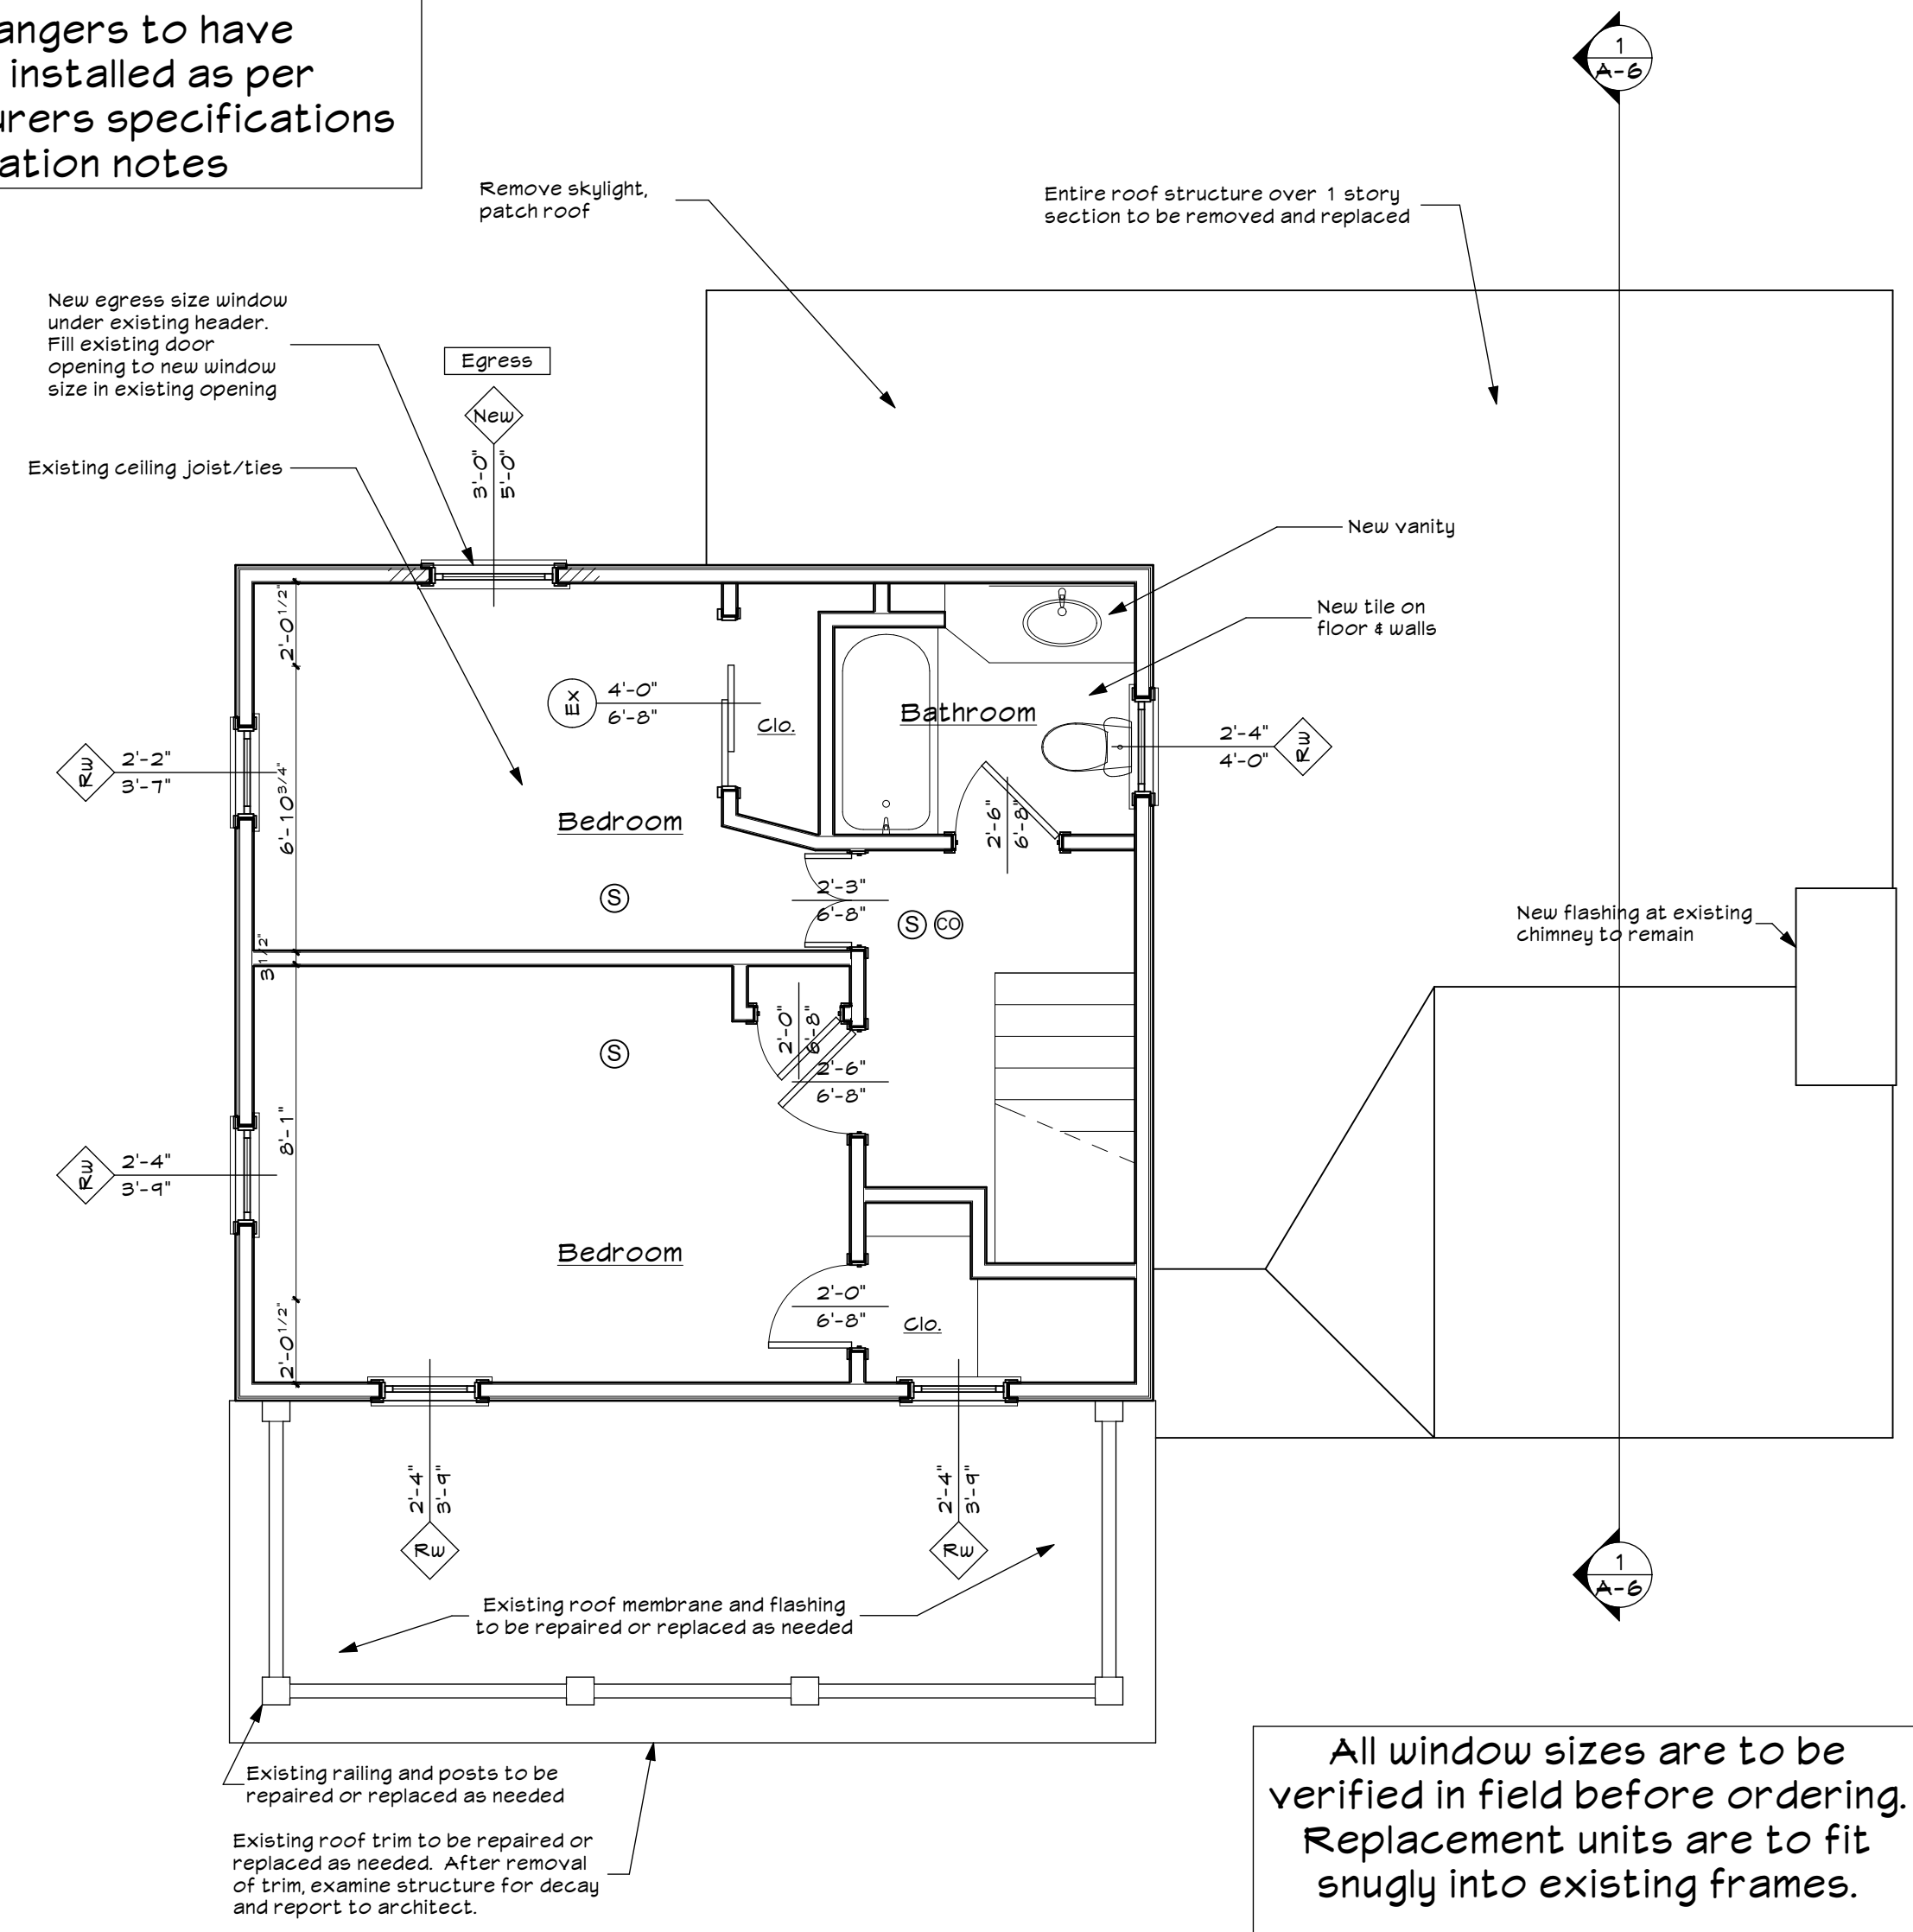 angers to have
installed as per
urers specifications
ation notes
1
A-6
Remove skylight,
patch roof
Entire roof structure over 1 story
section to be removed and replaced
New egress size window
under existing header.
Fill existing door
opening to new window
size in existing opening
Egress
New
3'-0"
5'-0"
Existing ceiling joist/ties
New vanity
New tile on
floor & walls
2'-0 1/2"
Ex
4'-0"
6'-8"
Clo.
Bathroom
2'-4"
4'-0"
Rw
Rw
2'-2"
3'-7"
6'-10 3/4"
Bedroom
2'-6"
6'-8"
2'-3"
6'-8"
S
S
CO
New flashing at existing
chimney to remain
3 1/2"
2'-0"
6'-8"
S
2'-6"
6'-8"
8'-1"
Rw
2'-4"
3'-9"
Bedroom
2'-0"
6'-8"
Clo.
2'-0 1/2"
2'-4"
3'-9"
Rw
2'-4"
3'-9"
Rw
1
A-6
Existing roof membrane and flashing
to be repaired or replaced as needed
Existing railing and posts to be
repaired or replaced as needed
Existing roof trim to be repaired or
replaced as needed. After removal
of trim, examine structure for decay
and report to architect.
All window sizes are to be
verified in field before ordering.
Replacement units are to fit
snugly into existing frames.